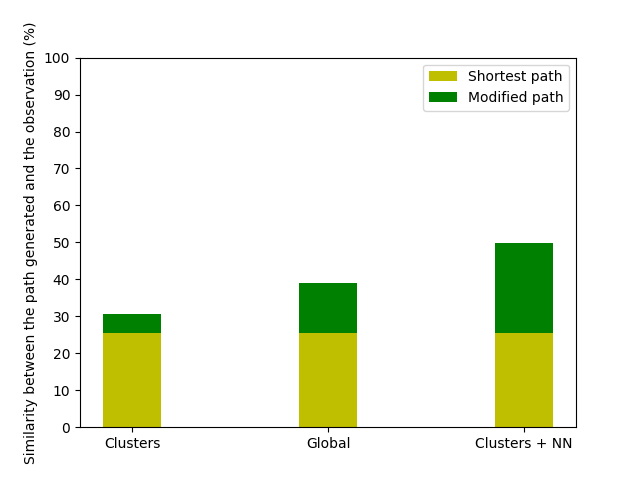 Similarity between the path generated and the observation (%)
100
90
80
70
60
50
40
30
20
10
0
Shortest path
Modified path
Clusters
Global
Clusters + NN